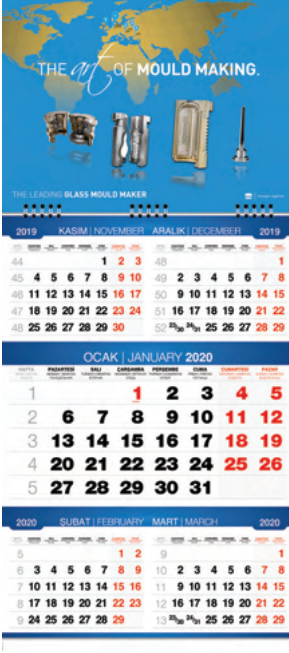 THE art OF MOULD MAKING.
THE LEADING GLASS MOULD MAKER
2019 KASIM | NOVEMBER ARALIK | DECEMBER 2019
44 1 2 3 48 1
45 4 5 6 7 8 9 10 49 2 3 4 5 6 7 8
46 11 12 13 14 15 16 17 50 9 10 11 12 13 14 15
47 18 19 20 21 22 23 24 51 16 17 18 19 20 21 22
48 25 26 27 28 29 30 52 23/30 24/31 25 26 27 28 29
OCAK | JANUARY 2020
HAFTA PAZARTESİ SALI ÇARŞAMBA PERŞEMBE CUMA CUMARTESİ PAZAR
1 1 2 3 4 5
2 6 7 8 9 10 11 12
3 13 14 15 16 17 18 19
4 20 21 22 23 24 25 26
5 27 28 29 30 31
2020 ŞUBAT | FEBRUARY MART | MARCH 2020
5 1 2 9 1
6 3 4 5 6 7 8 9 10 2 3 4 5 6 7 8
7 10 11 12 13 14 15 16 11 9 10 11 12 13 14 15
8 17 18 19 20 21 22 23 12 16 17 18 19 20 21 22
9 24 25 26 27 28 29 13 23/30 24/31 25 26 27 28 29